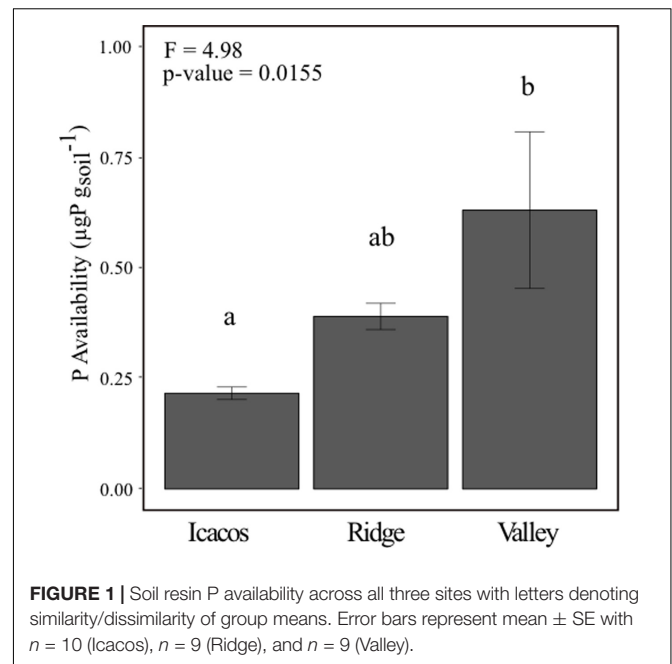 1.00
F = 4.98
p-value = 0.0155
b
0.75
P Availability (µgP gsoil⁻¹)
ab
0.50
a
0.25
0.00
Icacos Ridge Valley
FIGURE 1 | Soil resin P availability across all three sites with letters denoting
similarity/dissimilarity of group means. Error bars represent mean ± SE with
n = 10 (Icacos), n = 9 (Ridge), and n = 9 (Valley).